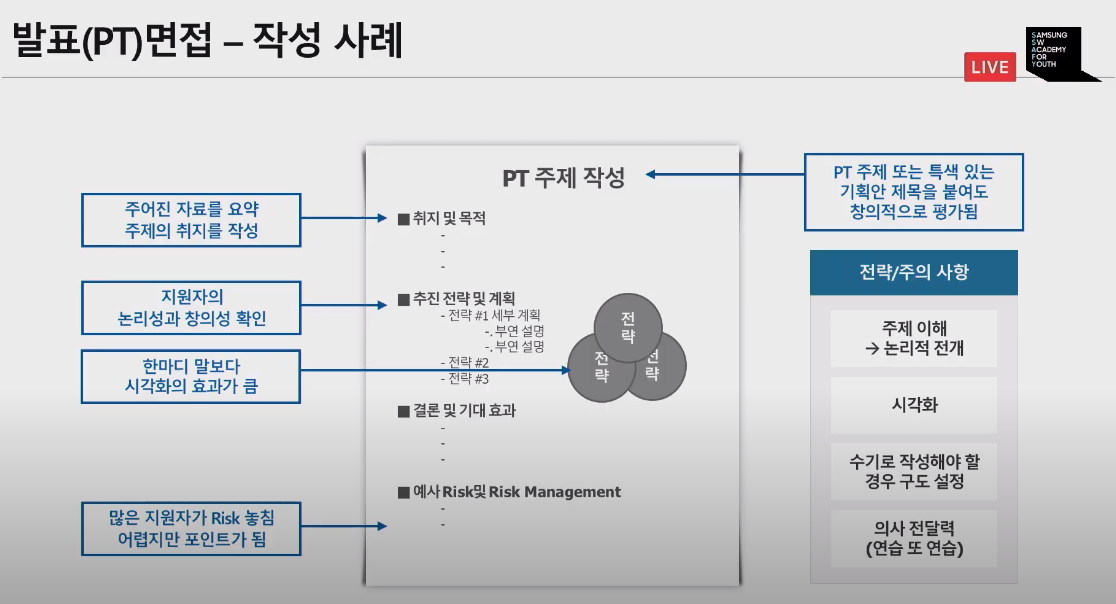 발표(PT)면접 – 작성 사례
LIVE
SAMSUNG
SW
ACADEMY
FOR
YOUTH
PT 주제 작성
PT 주제 또는 특색 있는
기획안 제목을 붙여도
창의적으로 평가됨
주어진 자료를 요약
주제의 취지를 작성
■ 취지 및 목적
-
-
-
지원자의
논리성과 창의성 확인
■ 추진 전략 및 계획
- 전략 #1 세부 계획
-. 부연 설명
-. 부연 설명
- 전략 #2
- 전략 #3
한마디 말보다
시각화의 효과가 큼
전
략
전
략
전
략
■ 결론 및 기대 효과
-
-
-
■ 예사 Risk및 Risk Management
-
-
많은 지원자가 Risk 놓침
어렵지만 포인트가 됨
전략/주의 사항
주제 이해
→ 논리적 전개
시각화
수기로 작성해야 할
경우 구도 설정
의사 전달력
(연습 또 연습)